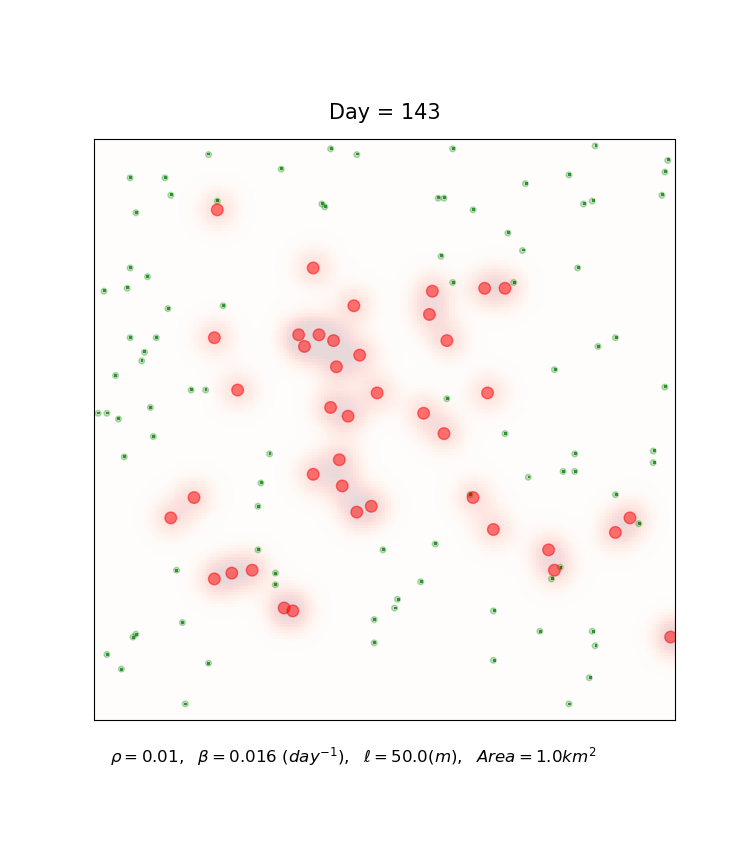 Day = 143
ρ = 0.01, β = 0.016 (day⁻¹), ℓ = 50.0(m), Area = 1.0km²